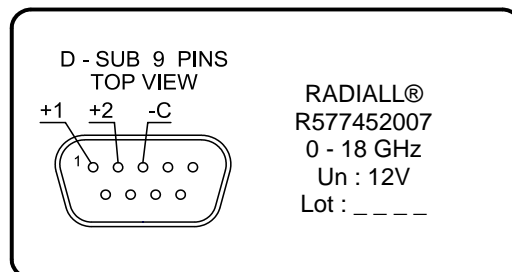 D - SUB 9 PINS
TOP VIEW
+1 +2 -C
1
RADIALL®
R577452007
0 - 18 GHz
Un : 12V
Lot : _ _ _ _